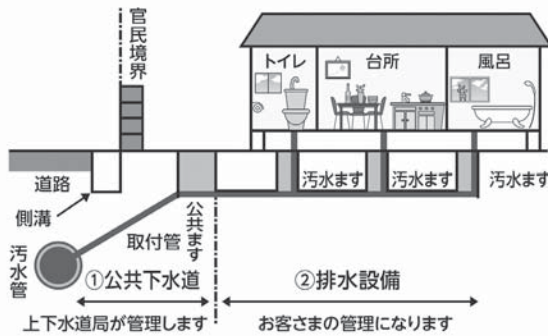 官民境界
トイレ
台所
風呂
道路
側溝
汚水管
取付管
公共ます
汚水ます
汚水ます
汚水ます
①公共下水道
②排水設備
上下水道局が管理します
お客さまの管理になります